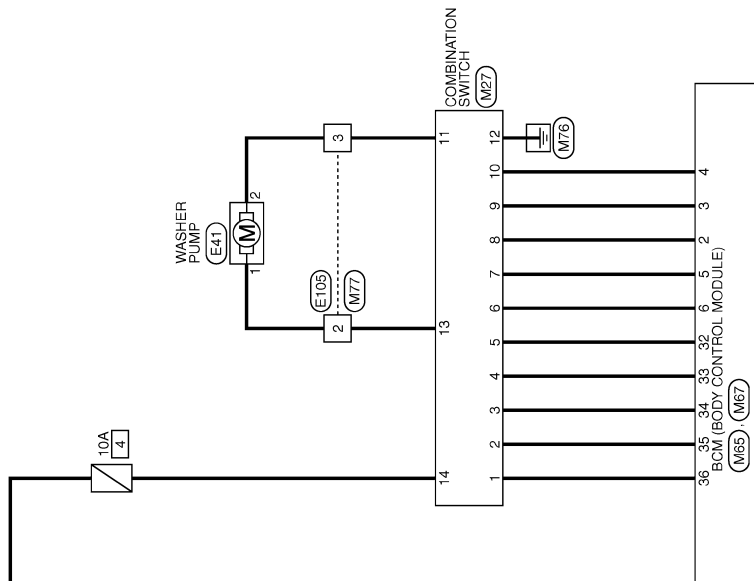 COMBINATION
SWITCH
M27
WASHER
PUMP
E41
M
1
2
E105
M77
2
3
10A
4
14
13
11
12
M76
1
2
3
4
5
6
7
8
9
10
36
35
34
33
32
6
5
2
3
4
BCM (BODY CONTROL MODULE)
M65 , M67